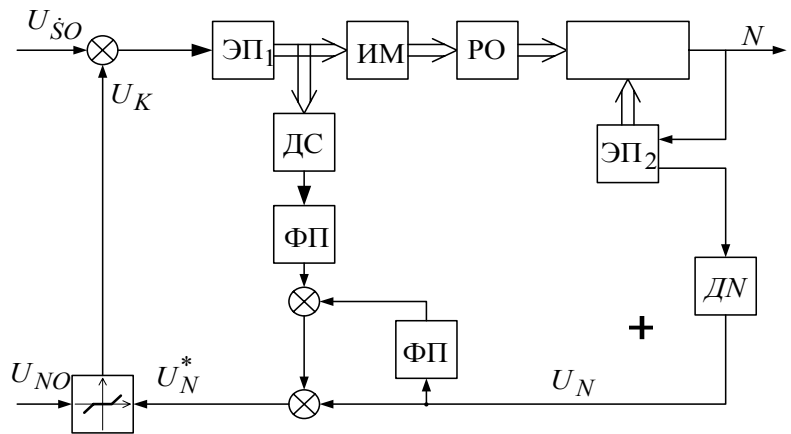 U_ṠO
ЭП₁
ИМ
РО
N
U_K
ДС
ЭП₂
ФП
ДN
+
ФП
U_NO
U*_N
U_N